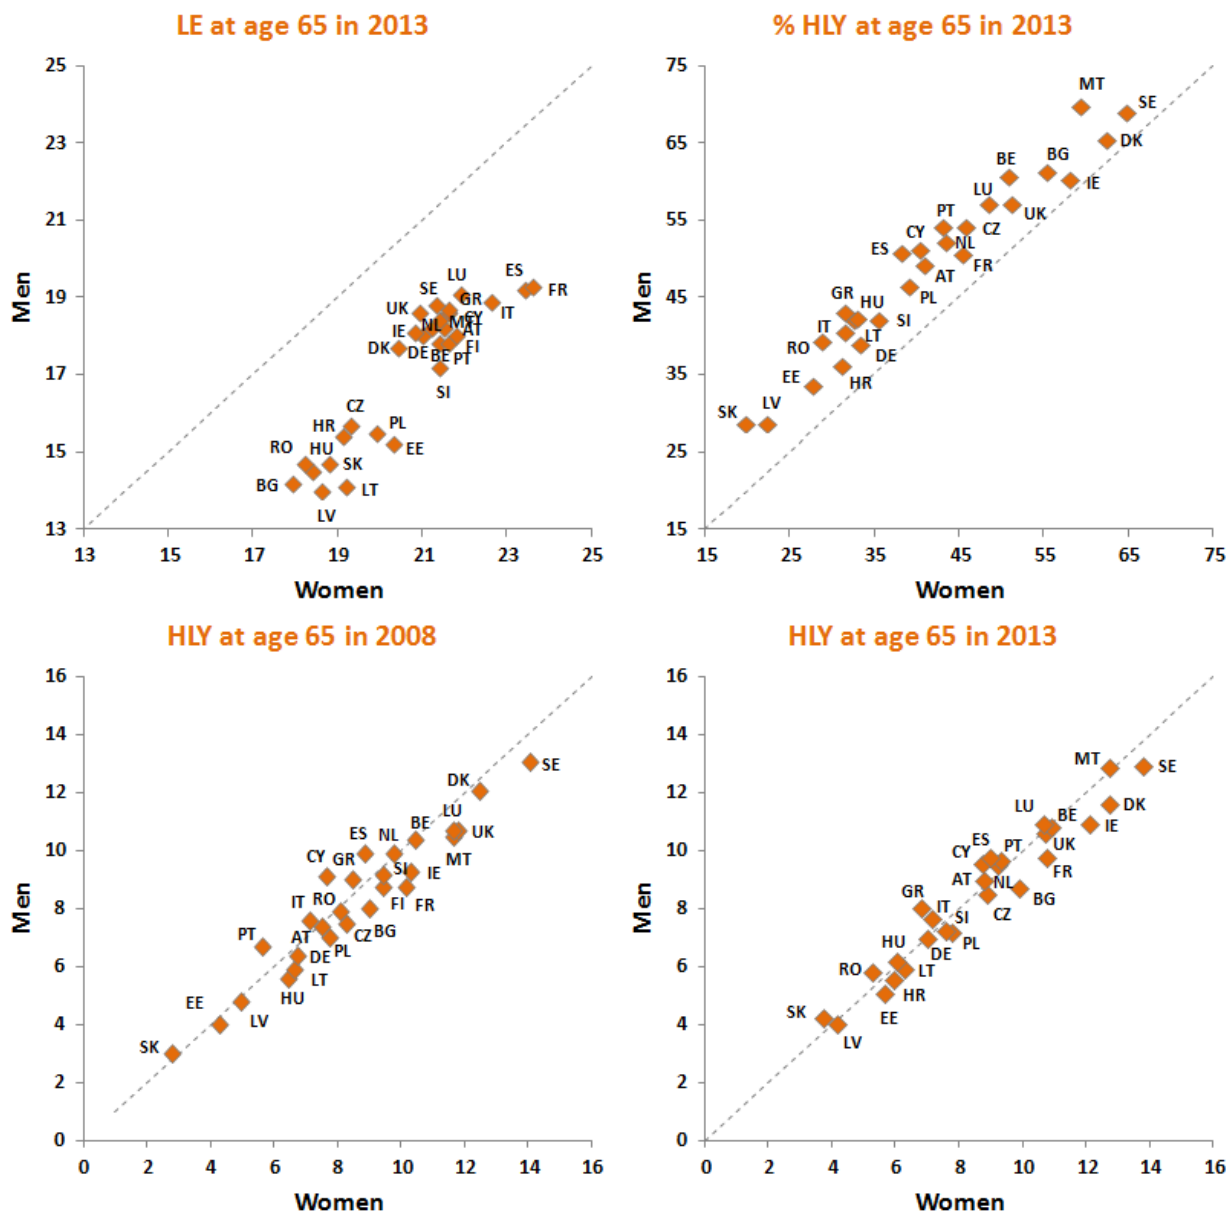 LE at age 65 in 2013
25
23
21
19
17
15
13
Men
ES
LU
FR
SE
GR
UK
IT
CY
MT
IE
NL
AT
DK
DE
BE
FI
PT
SI
CZ
HR
PL
RO
HU
EE
SK
BG
LT
LV
13 15 17 19 21 23 25
Women
% HLY at age 65 in 2013
75
65
55
45
35
25
15
Men
MT
SE
DK
BE
BG
IE
LU
UK
PT
CY
CZ
ES
NL
FR
AT
PL
GR
HU
IT
SI
RO
LT
DE
EE
HR
SK
LV
15 25 35 45 55 65 75
Women
HLY at age 65 in 2008
16
14
12
10
8
6
4
2
0
Men
SE
DK
LU
BE
UK
ES
NL
MT
CY
GR
SI
IE
IT
RO
FI
FR
PT
AT
CZ
BG
DE
PL
LT
HU
EE
LV
SK
0 2 4 6 8 10 12 14 16
Women
HLY at age 65 in 2013
16
14
12
10
8
6
4
2
0
Men
MT
SE
LU
BE
DK
IE
CY
ES
PT
UK
FR
AT
NL
GR
IT
BG
SI
CZ
HU
DE
PL
RO
LT
HR
EE
SK
LV
0 2 4 6 8 10 12 14 16
Women